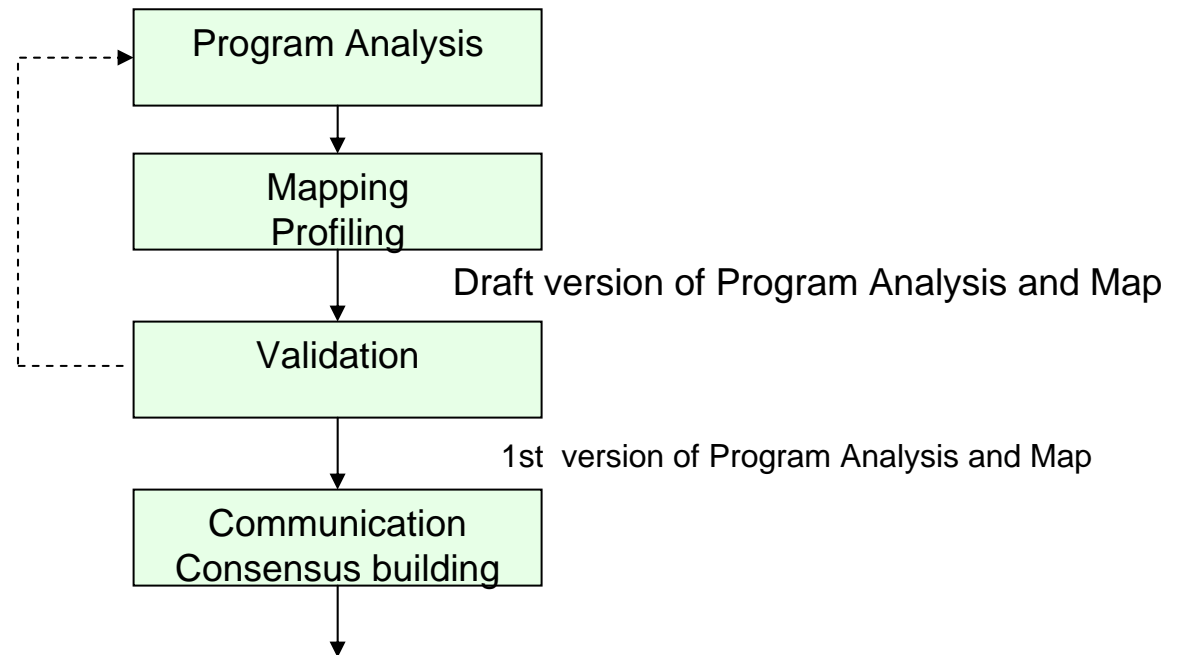 Program Analysis
Mapping
Profiling
Draft version of Program Analysis and Map
Validation
1st version of Program Analysis and Map
Communication
Consensus building